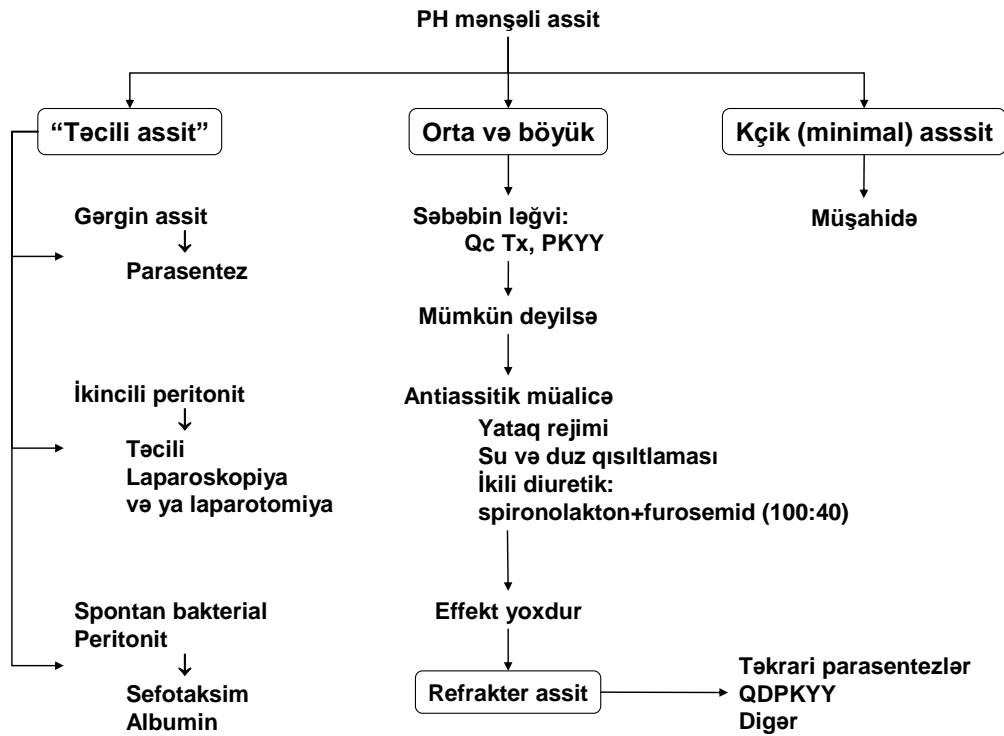 PH mənşəli assit
“Təcili assit”
Gərgin assit
Parasentez
İkincili peritonit
Təcili
Laparoskopiya
və ya laparotomiya
Spontan bakterial
Peritonit
Sefotaksim
Albumin
Orta və böyük
Səbəbin ləğvi:
Qc Tx, PKYY
Mümkün deyilsə
Antiassitik müalicə
Yataq rejimi
Su və duz qısıltlaması
İkili diuretik:
spironolakton+furosemid (100:40)
Effekt yoxdur
Refrakter assit
Təkrari parasentezlər
QDPKYY
Digər
Kçik (minimal) asssit
Müşahidə